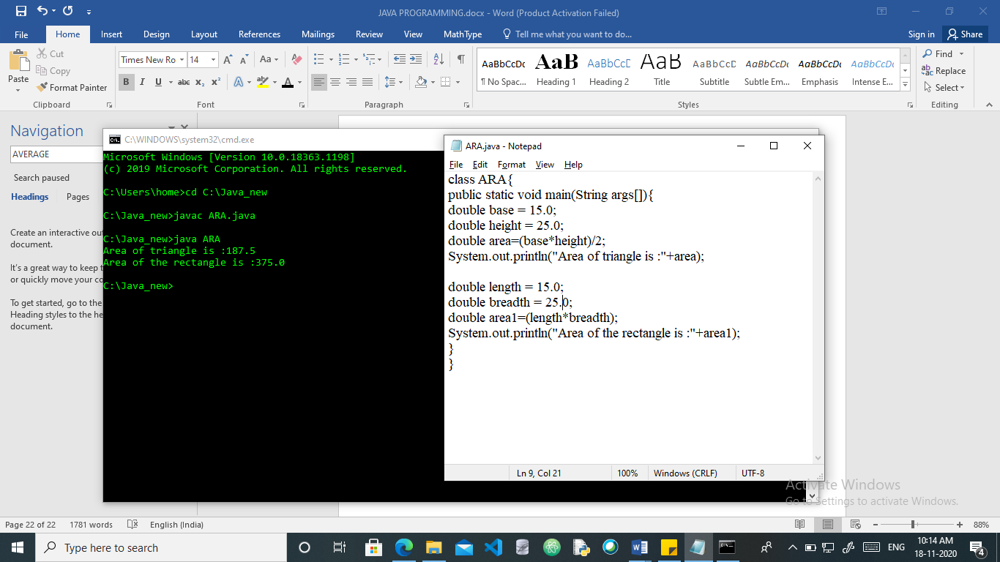 JAVA PROGRAMMING.docx - Word (Product Activation Failed)
File Home Insert Design Layout References Mailings Review View MathType Tell me what you want to do... Sign in Share
Paste
Cut
Copy
Format Painter
Clipboard
Times New Ro 14
Font
Paragraph
AaBbCcDc AaB AaBbCcD AaB AaBbCcD AaBbCcDc AaBbCcDc AaBbCcDc
¶ No Spac... Heading 1 Heading 2 Title Subtitle Subtle Em... Emphasis Intense E...
Styles
Find
Replace
Select
Editing
Navigation
AVERAGE
Search paused
Headings Pages
Create an interactive
document.
It's a great way to keep
or quickly move your
To get started, go to the
Heading styles to the
document.
C:\WINDOWS\system32\cmd.exe
Microsoft Windows [Version 10.0.18363.1198]
(c) 2019 Microsoft Corporation. All rights reserved.
C:\Users\home>cd C:\Java_new
C:\Java_new>javac ARA.java
C:\Java_new>java ARA
Area of triangle is :187.5
Area of the rectangle is :375.0
C:\Java_new>
ARA.java - Notepad
File Edit Format View Help
class ARA{
public static void main(String args[]){
double base = 15.0;
double height = 25.0;
double area=(base*height)/2;
System.out.println("Area of triangle is :"+area);
double length = 15.0;
double breadth = 25.0;
double area1=(length*breadth);
System.out.println("Area of the rectangle is :"+area1);
}
}
Ln 9, Col 21 100% Windows (CRLF) UTF-8
Activate Windows
Go to Settings to activate Windows.
Page 22 of 22 1781 words English (India) 88%
Type here to search
ENG
10:14 AM
18-11-2020
4